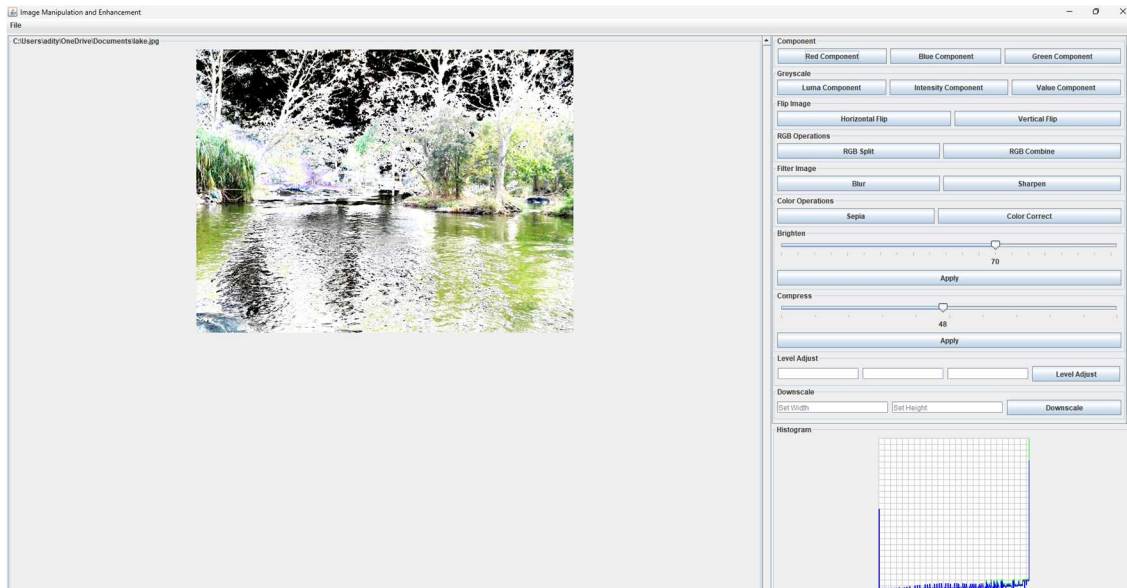 Image Manipulation and Enhancement
File
C:\Users\adity\OneDrive\Documents\lake.jpg
Component
Red Component Blue Component Green Component
Greyscale
Luma Component Intensity Component Value Component
Flip Image
Horizontal Flip Vertical Flip
RGB Operations
RGB Split RGB Combine
Filter Image
Blur Sharpen
Color Operations
Sepia Color Correct
Brighten
70
Apply
Compress
48
Apply
Level Adjust
Level Adjust
Downscale
Set Width Set Height Downscale
Histogram